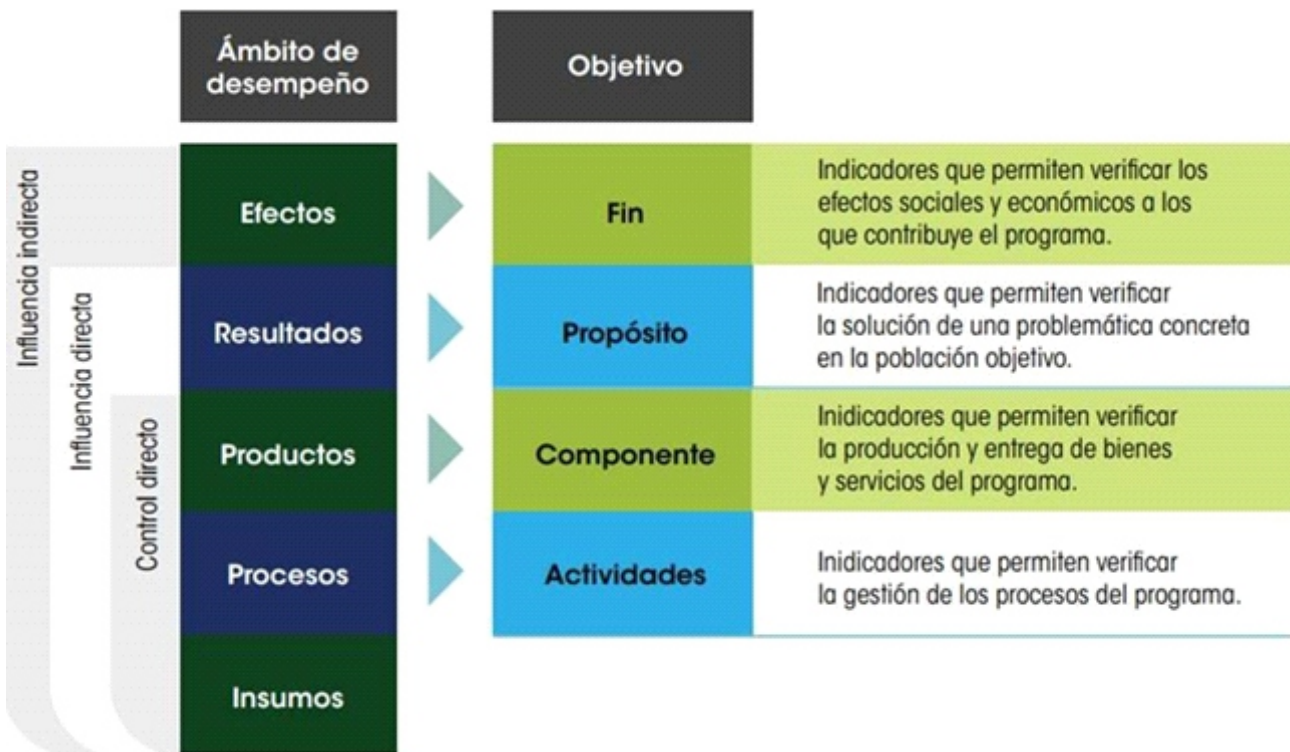 Ámbito de
desempeño
Objetivo
Influencia indirecta
Influencia directa
Control directo
Efectos
Fin
Indicadores que permiten verificar los
efectos sociales y económicos a los
que contribuye el programa.
Resultados
Propósito
Indicadores que permiten verificar
la solución de una problemática concreta
en la población objetivo.
Productos
Componente
Inidicadores que permiten verificar
la producción y entrega de bienes
y servicios del programa.
Procesos
Actividades
Inidicadores que permiten verificar
la gestión de los procesos del programa.
Insumos